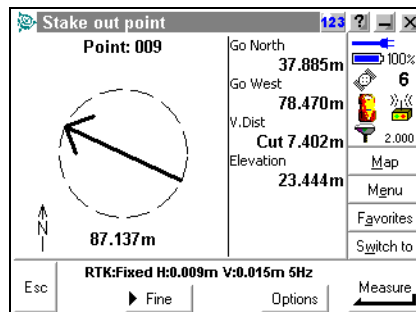 Stake out point
123 ?
Point: 009
Go North
37.885m
Go West
78.470m
V.Dist
Cut 7.402m
Elevation
23.444m
N
87.137m
100%
6
2.000
Map
Menu
Favorites
Switch to
RTK:Fixed H:0.009m V:0.015m 5Hz
Esc
Fine
Options
Measure